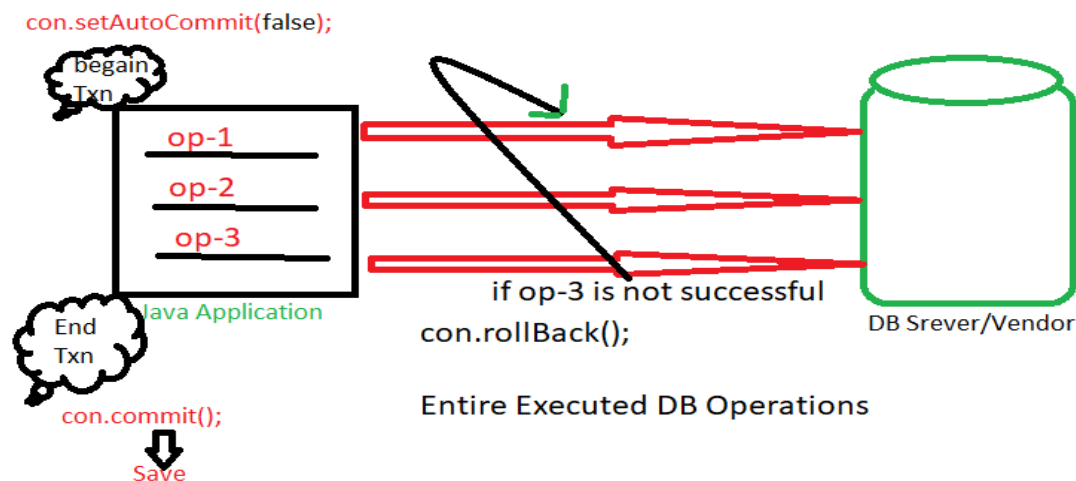 con.setAutoCommit(false);
begain
Txn
op-1
op-2
op-3
Java Application
End
Txn
con.commit();
Save
if op-3 is not successful
con.rollBack();
Entire Executed DB Operations
DB Srever/Vendor